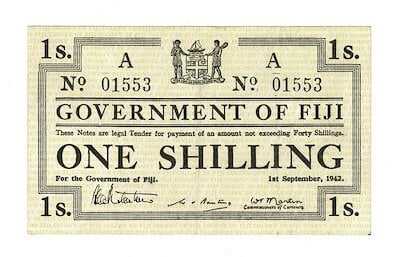 1s. A A 1s.
No. 01553 No. 01553
GOVERNMENT OF FIJI
These Notes are legal Tender for payment of an amount not exceeding Forty Shillings.
ONE SHILLING
For the Government of Fiji. 1st September, 1942.
Commissioners of Currency.
1s. 1s.